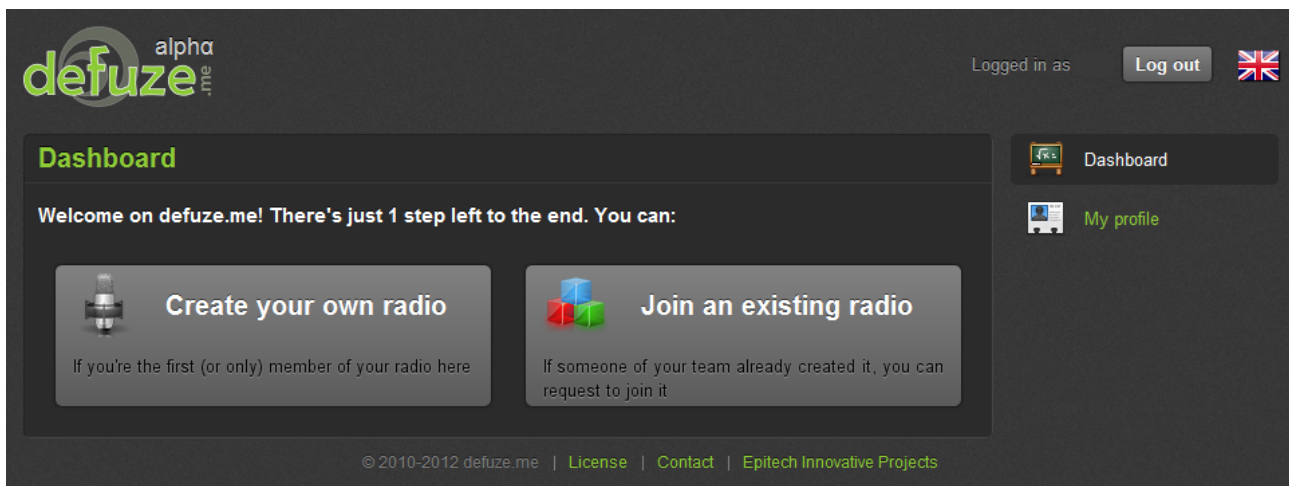 alpha
defuze.me
Logged in as
Log out
Dashboard
Welcome on defuze.me! There's just 1 step left to the end. You can:
Create your own radio
If you're the first (or only) member of your radio here
Join an existing radio
If someone of your team already created it, you can
request to join it
Dashboard
My profile
© 2010-2012 defuze.me | License | Contact | Epitech Innovative Projects